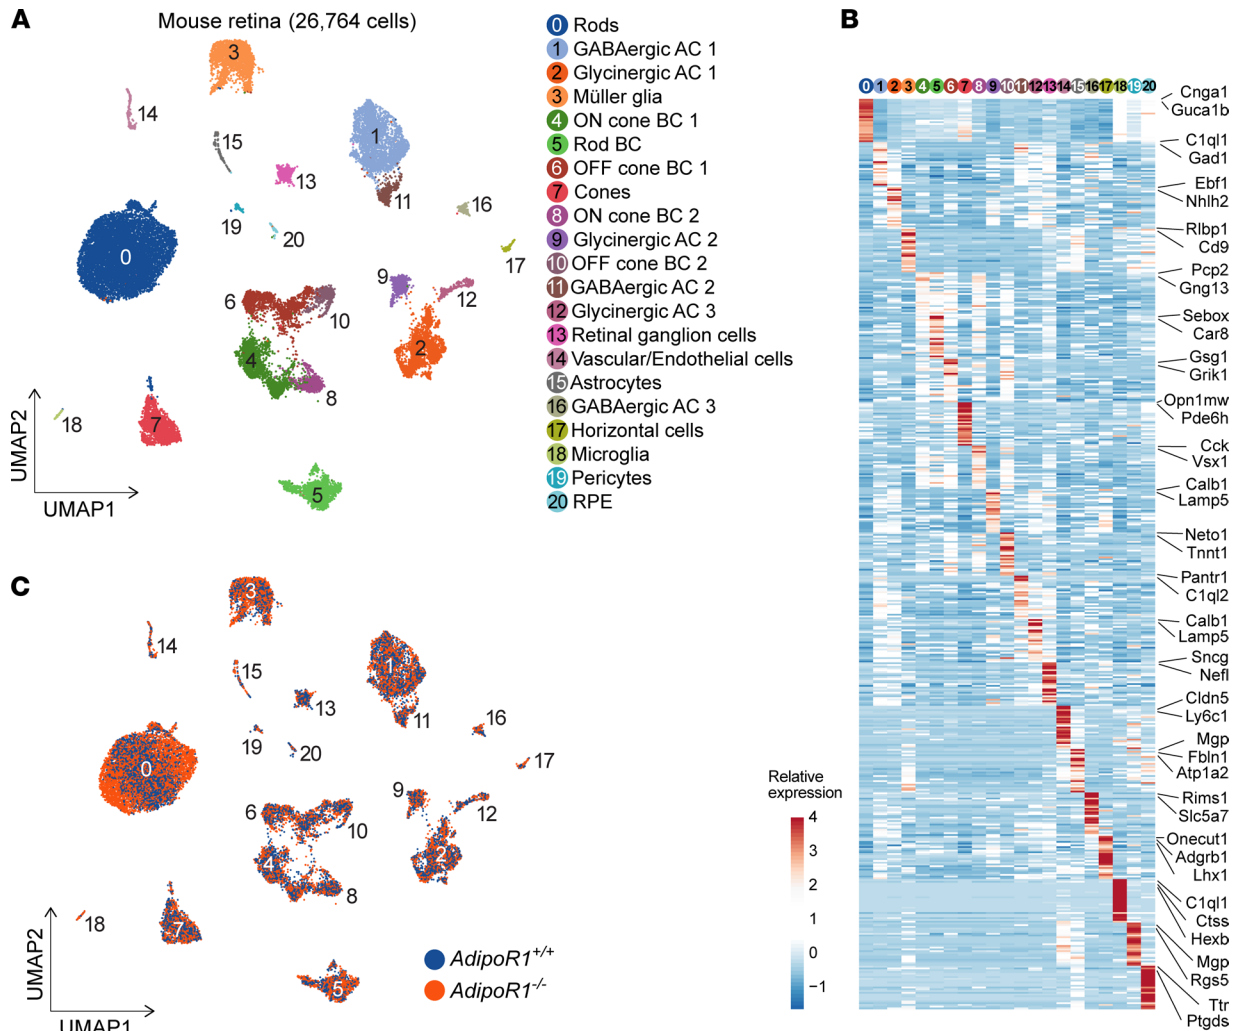 A
Mouse retina (26,764 cells)
3
14
15
1
13
11
16
19
20
17
0
9
12
6
10
2
4
8
18
7
5
UMAP2
UMAP1
0 Rods
1 GABAergic AC 1
2 Glycinergic AC 1
3 Müller glia
4 ON cone BC 1
5 Rod BC
6 OFF cone BC 1
7 Cones
8 ON cone BC 2
9 Glycinergic AC 2
10 OFF cone BC 2
11 GABAergic AC 2
12 Glycinergic AC 3
13 Retinal ganglion cells
14 Vascular/Endothelial cells
15 Astrocytes
16 GABAergic AC 3
17 Horizontal cells
18 Microglia
19 Pericytes
20 RPE
B
0 1 2 3 4 5 6 7 8 9 10 11 12 13 14 15 16 17 18 19 20
Cnga1
Guca1b
C1ql1
Gad1
Ebf1
Nhlh2
Rlbp1
Cd9
Pcp2
Gng13
Sebox
Car8
Gsg1
Grik1
Opn1mw
Pde6h
Cck
Vsx1
Calb1
Lamp5
Neto1
Tnnt1
Pantr1
C1ql2
Calb1
Lamp5
Sncg
Nefl
Cldn5
Ly6c1
Mgp
Fbln1
Atp1a2
Rims1
Slc5a7
Onecut1
Adgrb1
Lhx1
C1ql1
Ctss
Hexb
Mgp
Rgs5
Ttr
Ptgds
Relative
expression
4
3
2
1
0
−1
C
3
14
15
1
13
11
16
19
20
17
0
9
12
6
10
4
2
8
18
7
5
UMAP2
UMAP1
AdipoR1+/+
AdipoR1-/-